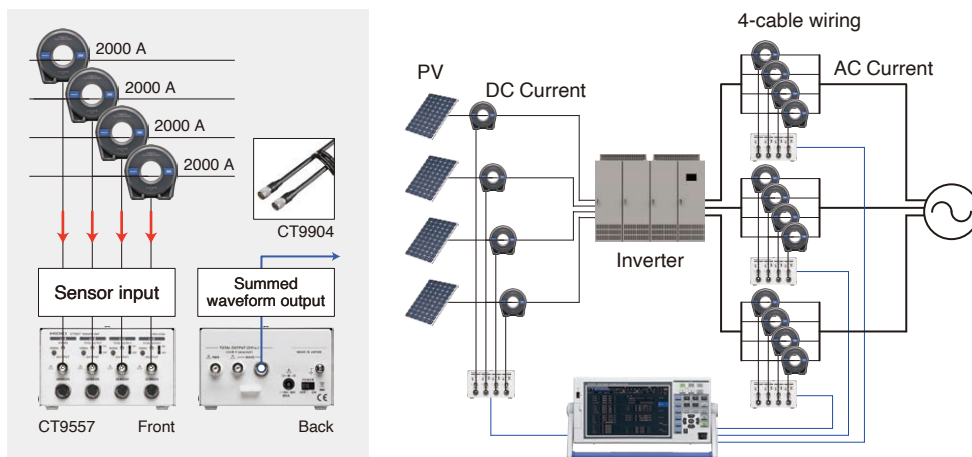 2000 A
2000 A
2000 A
2000 A
CT9904
Sensor input
Summed
waveform output
HIOKI
CT9557
Front
Back
PV
DC Current
Inverter
4-cable wiring
AC Current